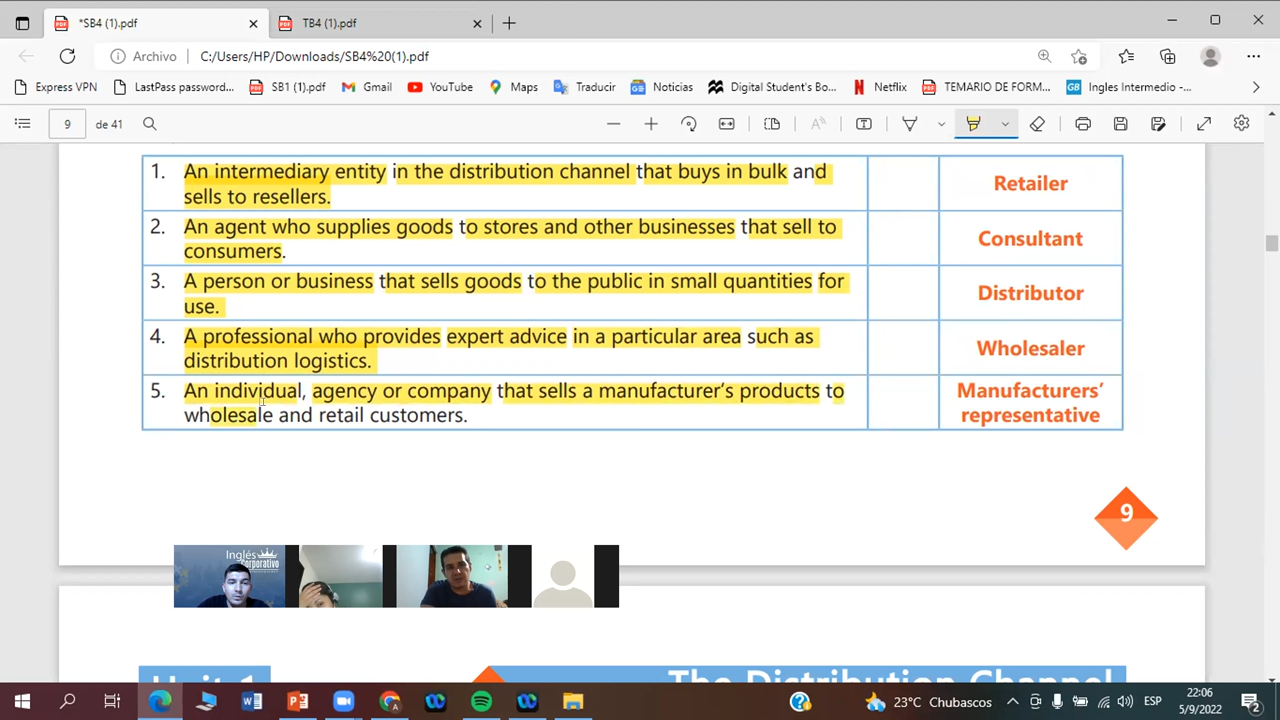 *SB4 (1).pdf
TB4 (1).pdf
Archivo
C:/Users/HP/Downloads/SB4%20(1).pdf
Express VPN
LastPass password...
SB1 (1).pdf
Gmail
YouTube
Maps
Traducir
Noticias
Digital Student's Bo...
Netflix
TEMARIO DE FORM...
Ingles Intermedio -...
9
de 41
1. An intermediary entity in the distribution channel that buys in bulk and
sells to resellers.
Retailer
2. An agent who supplies goods to stores and other businesses that sell to
consumers.
Consultant
3. A person or business that sells goods to the public in small quantities for
use.
Distributor
4. A professional who provides expert advice in a particular area such as
distribution logistics.
Wholesaler
5. An individual, agency or company that sells a manufacturer's products to
wholesale and retail customers.
Manufacturers'
representative
9
Inglés
Corporativo
Unit 1
The Distribution Channel
23°C Chubascos
ESP
22:06
5/9/2022
2